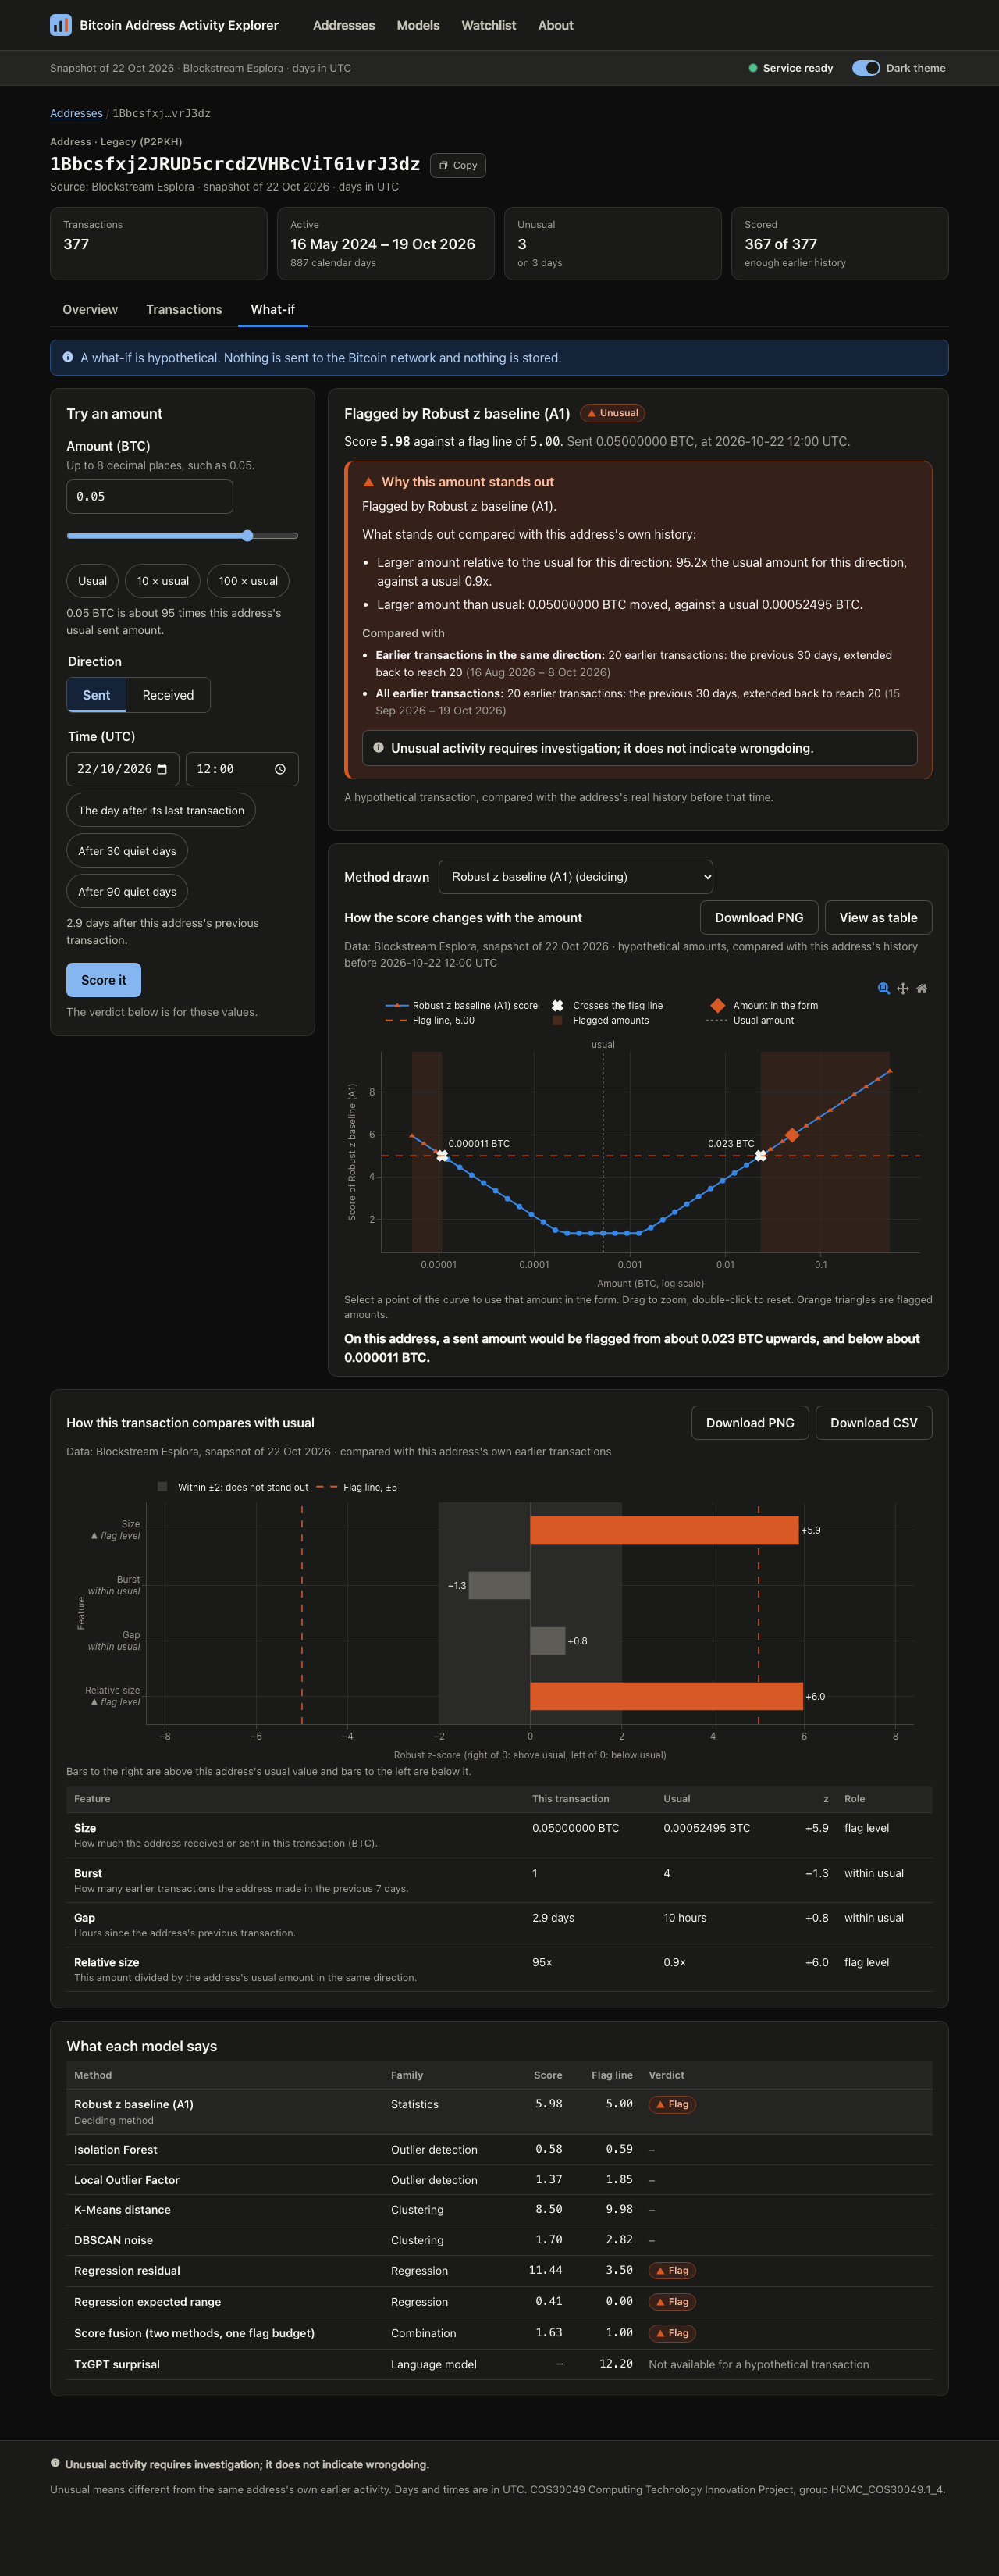 Bitcoin Address Activity Explorer
Addresses
Models
Watchlist
About
Snapshot of 22 Oct 2026 · Blockstream Esplora · days in UTC
Service ready
Dark theme
Addresses / 1Bbcsfxj…vrJ3dz
Address · Legacy (P2PKH)
1Bbcsfxj2JRUD5crcdZVHBcViT61vrJ3dz
Copy
Source: Blockstream Esplora · snapshot of 22 Oct 2026 · days in UTC
Transactions
377
Active
16 May 2024 – 19 Oct 2026
887 calendar days
Unusual
3
on 3 days
Scored
367 of 377
enough earlier history
Overview
Transactions
What-if
A what-if is hypothetical. Nothing is sent to the Bitcoin network and nothing is stored.
Try an amount
Amount (BTC)
Up to 8 decimal places, such as 0.05.
0.05
Usual
10 × usual
100 × usual
0.05 BTC is about 95 times this address's
usual sent amount.
Direction
Sent
Received
Time (UTC)
22/10/2026
12:00
The day after its last transaction
After 30 quiet days
After 90 quiet days
2.9 days after this address's previous
transaction.
Score it
The verdict below is for these values.
Flagged by Robust z baseline (A1)
Unusual
Score 5.98 against a flag line of 5.00. Sent 0.05000000 BTC, at 2026-10-22 12:00 UTC.
Why this amount stands out
Flagged by Robust z baseline (A1).
What stands out compared with this address's own history:
• Larger amount relative to the usual for this direction: 95.2x the usual amount for this direction,
against a usual 0.9x.
• Larger amount than usual: 0.05000000 BTC moved, against a usual 0.00052495 BTC.
Compared with
• Earlier transactions in the same direction: 20 earlier transactions: the previous 30 days, extended
back to reach 20 (16 Aug 2026 – 8 Oct 2026)
• All earlier transactions: 20 earlier transactions: the previous 30 days, extended back to reach 20 (15
Sep 2026 – 19 Oct 2026)
Unusual activity requires investigation; it does not indicate wrongdoing.
A hypothetical transaction, compared with the address's real history before that time.
Method drawn
Robust z baseline (A1) (deciding)
How the score changes with the amount
Download PNG
View as table
Data: Blockstream Esplora, snapshot of 22 Oct 2026 · hypothetical amounts, compared with this address's history
before 2026-10-22 12:00 UTC
Robust z baseline (A1) score
Crosses the flag line
Amount in the form
Flag line, 5.00
Flagged amounts
Usual amount
usual
0.000011 BTC
0.023 BTC
Score of Robust z baseline (A1)
8
6
4
2
0.00001
0.0001
0.001
0.01
0.1
Amount (BTC, log scale)
Select a point of the curve to use that amount in the form. Drag to zoom, double-click to reset. Orange triangles are flagged
amounts.
On this address, a sent amount would be flagged from about 0.023 BTC upwards, and below about
0.000011 BTC.
How this transaction compares with usual
Download PNG
Download CSV
Data: Blockstream Esplora, snapshot of 22 Oct 2026 · compared with this address's own earlier transactions
Within ±2: does not stand out
Flag line, ±5
Feature
Size
▲ flag level
+5.9
Burst
within usual
−1.3
Gap
within usual
+0.8
Relative size
▲ flag level
+6.0
−8
−6
−4
−2
0
2
4
6
8
Robust z-score (right of 0: above usual, left of 0: below usual)
Bars to the right are above this address's usual value and bars to the left are below it.
Feature This transaction Usual z Role
Size 0.05000000 BTC 0.00052495 BTC +5.9 flag level
How much the address received or sent in this transaction (BTC).
Burst 1 4 −1.3 within usual
How many earlier transactions the address made in the previous 7 days.
Gap 2.9 days 10 hours +0.8 within usual
Hours since the address's previous transaction.
Relative size 95× 0.9× +6.0 flag level
This amount divided by the address's usual amount in the same direction.
What each model says
Method Family Score Flag line Verdict
Robust z baseline (A1) Statistics 5.98 5.00 ▲ Flag
Deciding method
Isolation Forest Outlier detection 0.58 0.59 –
Local Outlier Factor Outlier detection 1.37 1.85 –
K-Means distance Clustering 8.50 9.98 –
DBSCAN noise Clustering 1.70 2.82 –
Regression residual Regression 11.44 3.50 ▲ Flag
Regression expected range Regression 0.41 0.00 ▲ Flag
Score fusion (two methods, one flag budget) Combination 1.63 1.00 ▲ Flag
TxGPT surprisal Language model – 12.20 Not available for a hypothetical transaction
Unusual activity requires investigation; it does not indicate wrongdoing.
Unusual means different from the same address's own earlier activity. Days and times are in UTC. COS30049 Computing Technology Innovation Project, group HCMC_COS30049.1_4.